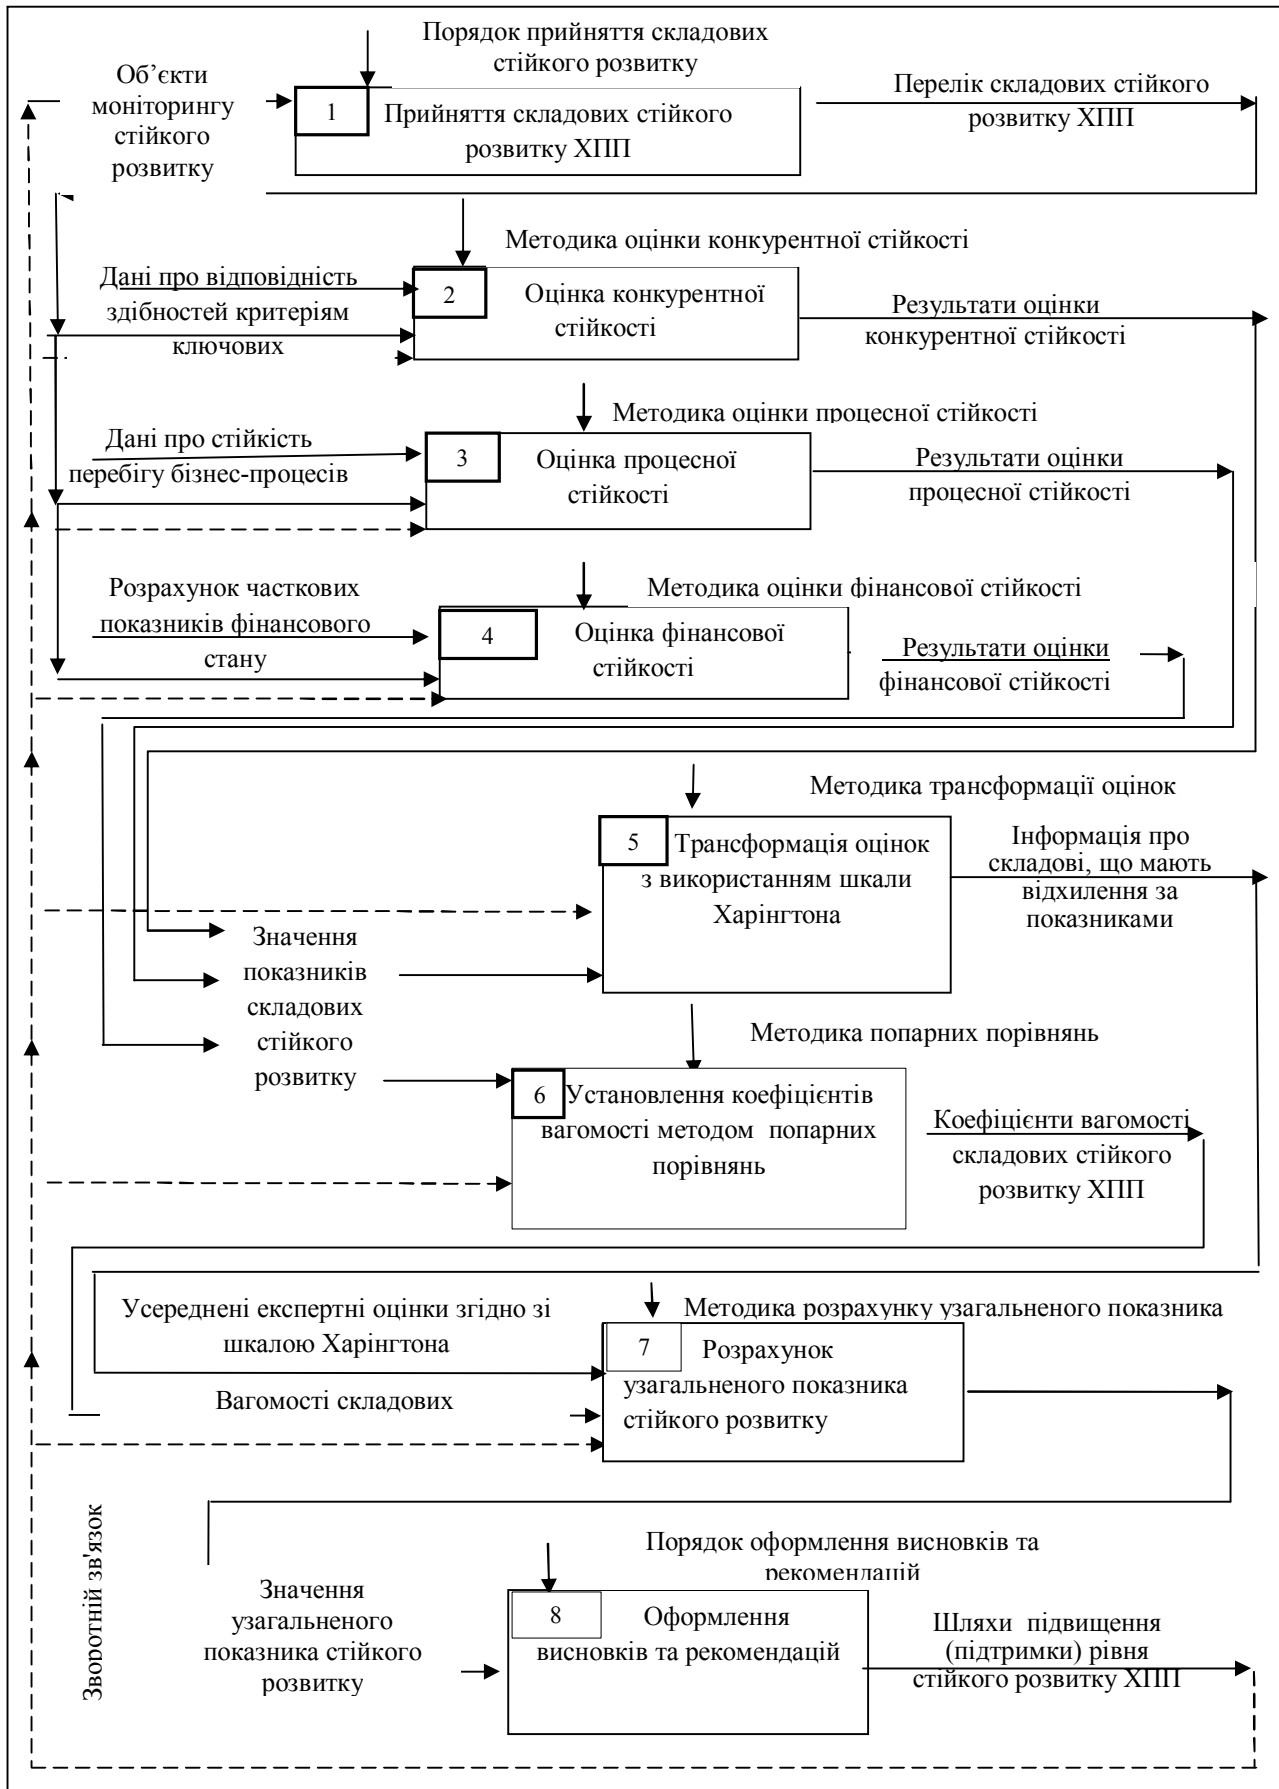 Порядок прийняття складових
стійкого розвитку
Об’єкти
моніторингу
стійкого
розвитку
1
Прийняття складових стійкого
розвитку ХПП
Перелік складових стійкого
розвитку ХПП
Методика оцінки конкурентної стійкості
Дані про відповідність
здібностей критеріям
ключових
2
Оцінка конкурентної
стійкості
Результати оцінки
конкурентної стійкості
Методика оцінки процесної стійкості
Дані про стійкість
перебігу бізнес-процесів
3
Оцінка процесної
стійкості
Результати оцінки
процесної стійкості
Методика оцінки фінансової стійкості
Розрахунок часткових
показників фінансового
стану
4
Оцінка фінансової
стійкості
Результати оцінки
фінансової стійкості
Методика трансформації оцінок
5
Трансформація оцінок
з використанням шкали
Харінгтона
Інформація про
складові, що мають
відхилення за
показниками
Значення
показників
складових
стійкого
розвитку
Методика попарних порівнянь
6
Установлення коефіцієнтів
вагомості методом попарних
порівнянь
Коефіцієнти вагомості
складових стійкого
розвитку ХПП
Усереднені експертні оцінки згідно зі
шкалою Харінгтона
Вагомості складових
Методика розрахунку узагальненого показника
7
Розрахунок
узагальненого показника
стійкого розвитку
Зворотній зв'язок
Порядок оформлення висновків та
рекомендацій
Значення
узагальненого
показника стійкого
розвитку
8
Оформлення
висновків та рекомендацій
Шляхи підвищення
(підтримки) рівня
стійкого розвитку ХПП